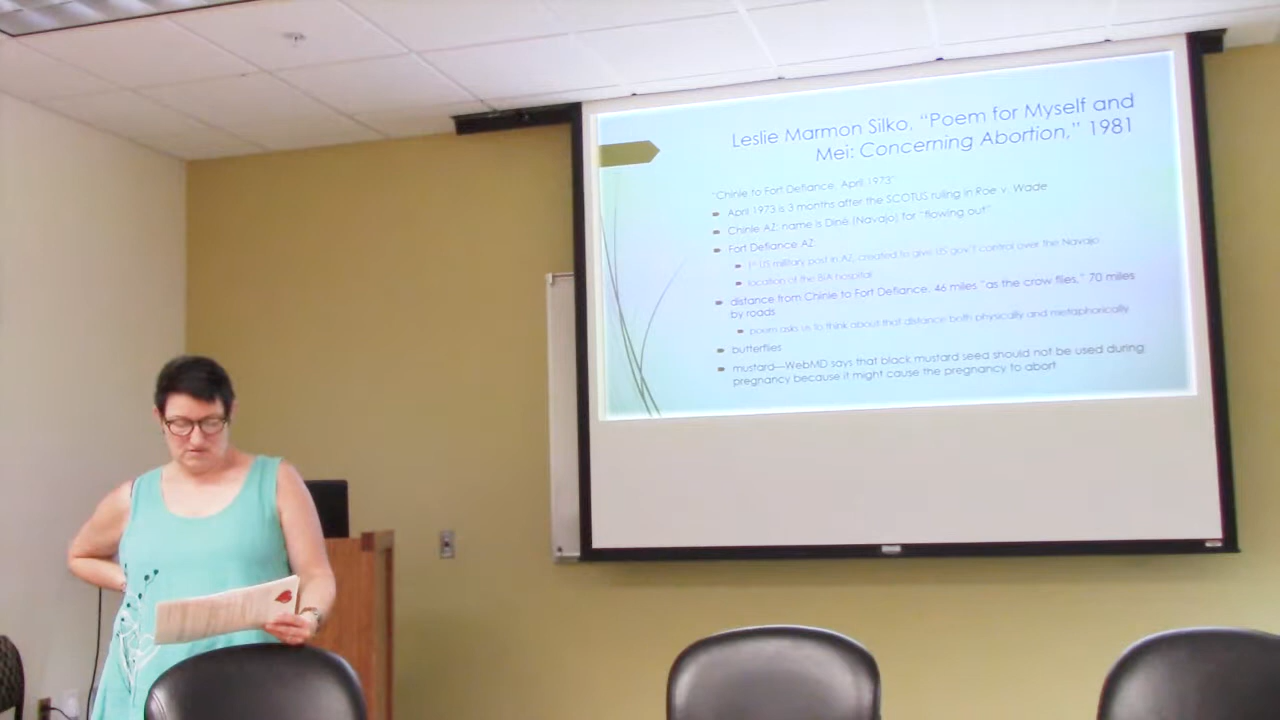 Leslie Marmon Silko, “Poem for Myself and
Mei: Concerning Abortion,” 1981
“Chinle to Fort Defiance, April 1973”
April 1973 is 3 months after the SCOTUS ruling in Roe v. Wade
Chinle AZ: name is Diné (Navajo) for “flowing out”
Fort Defiance AZ:
1st US military post in AZ, created to give US gov’t control over the Navajo
location of the BIA hospital
distance from Chinle to Fort Defiance, 46 miles “as the crow flies,” 70 miles
by roads
poem asks us to think about that distance both physically and metaphorically
butterflies
mustard—WebMD says that black mustard seed should not be used during
pregnancy because it might cause the pregnancy to abort